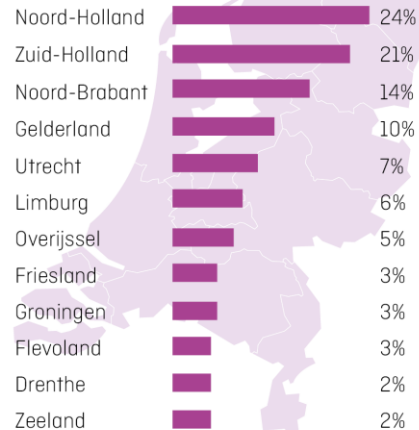 Noord-Holland 24%
Zuid-Holland 21%
Noord-Brabant 14%
Gelderland 10%
Utrecht 7%
Limburg 6%
Overijssel 5%
Friesland 3%
Groningen 3%
Flevoland 3%
Drenthe 2%
Zeeland 2%